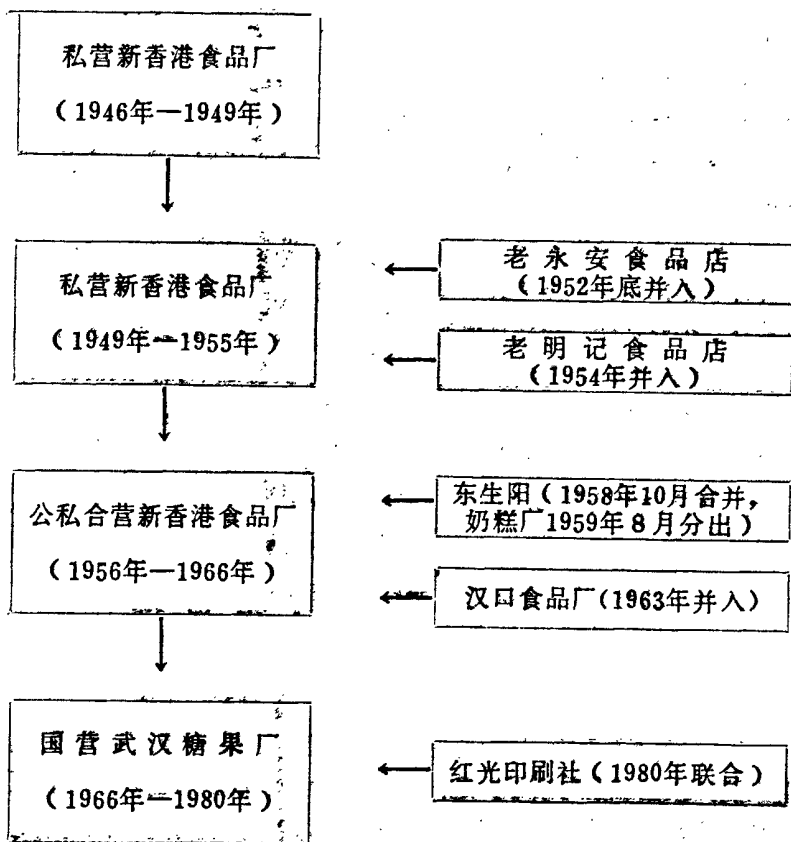 私营新香港食品厂
（1946年—1949年）
私营新香港食品厂
（1949年—1955年）
老永安食品店
（1952年底并入）
老明记食品店
（1954年并入）
公私合营新香港食品厂
（1956年—1966年）
东生阳（1958年10月合并，
奶糕厂1959年8月分出）
汉口食品厂（1963年并入）
国营武汉糖果厂
（1966年—1980年）
红光印刷社（1980年联合）